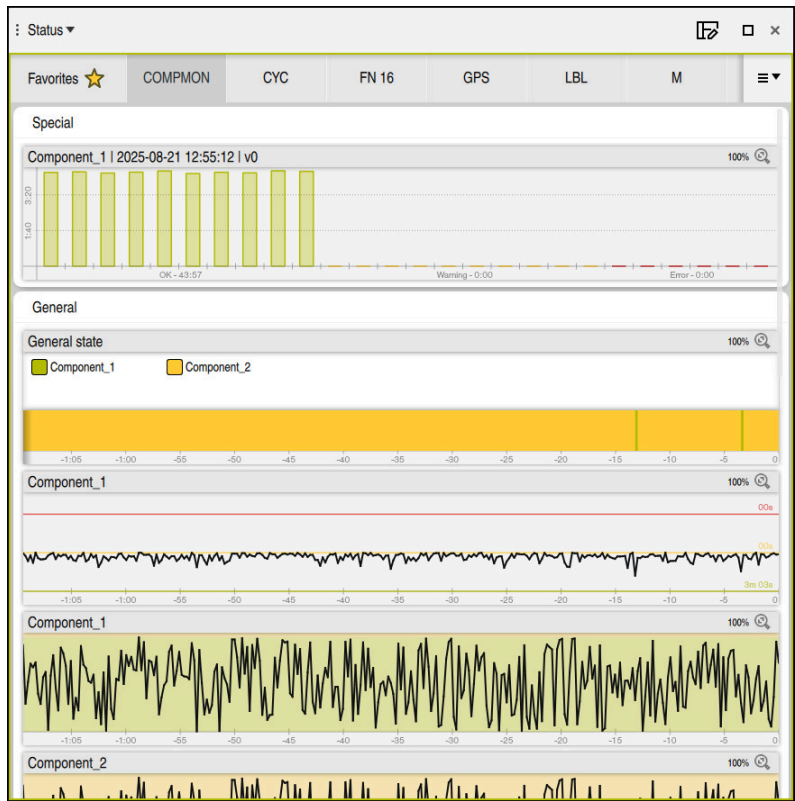 Status
Favorites COMPMON CYC FN 16 GPS LBL M
Special
Component_1 | 2025-08-21 12:55:12 | v0 100%
3:20
1:40
OK - 43:57 Warning - 0:00 Error - 0:00
General
General state 100%
Component_1 Component_2
-1:05 -1:00 -55 -50 -45 -40 -35 -30 -25 -20 -15 -10 -5 0
Component_1 100%
00s
00s
3m 03s
-1:05 -1:00 -55 -50 -45 -40 -35 -30 -25 -20 -15 -10 -5 0
Component_1 100%
-1:05 -1:00 -55 -50 -45 -40 -35 -30 -25 -20 -15 -10 -5 0
Component_2 100%